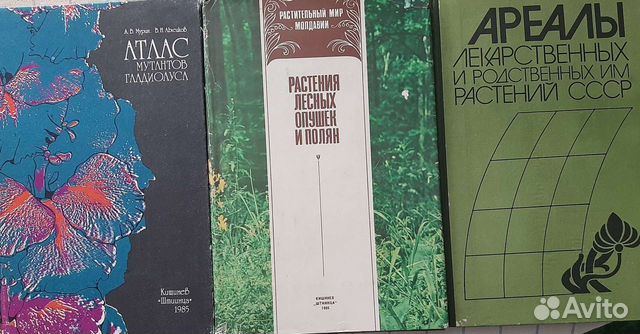 А. В. Мурин В. Н. Лысиков
АТЛАС
МУТАНТОВ
ГЛАДИОЛУСА
Кишинев
«Штиинца»
1985
РАСТИТЕЛЬНЫЙ МИР
МОЛДАВИИ
РАСТЕНИЯ
ЛЕСНЫХ
ОПУШЕК
И ПОЛЯН
КИШИНЕВ
„ШТИИНЦА“
АРЕАЛЫ
ЛЕКАРСТВЕННЫХ
И РОДСТВЕННЫХ ИМ
РАСТЕНИЙ СССР
Avito